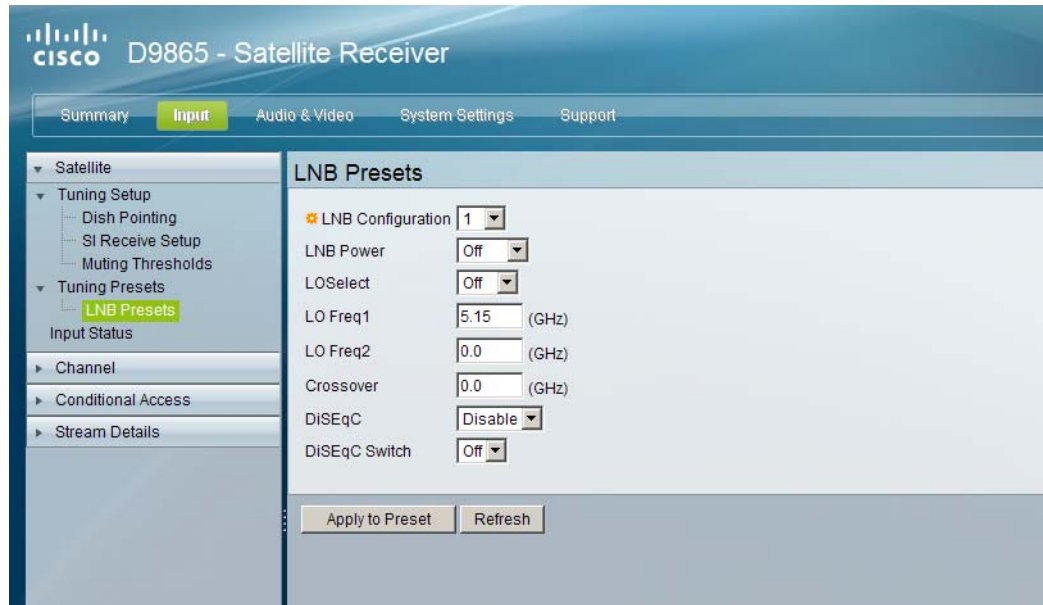 CISCO D9865 - Satellite Receiver
Summary Input Audio & Video System Settings Support
Satellite
Tuning Setup
Dish Pointing
SI Receive Setup
Muting Thresholds
Tuning Presets
LNB Presets
Input Status
Channel
Conditional Access
Stream Details
LNB Presets
LNB Configuration 1
LNB Power Off
LOSelect Off
LO Freq1 5.15 (GHz)
LO Freq2 0.0 (GHz)
Crossover 0.0 (GHz)
DiSEqC Disable
DiSEqC Switch Off
Apply to Preset Refresh